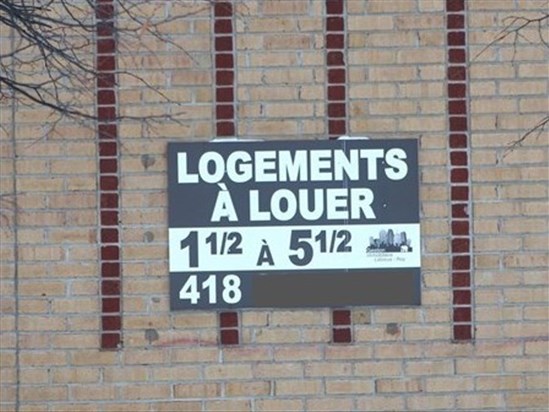 LOGEMENTS
À LOUER
1 1/2 À 5 1/2
418